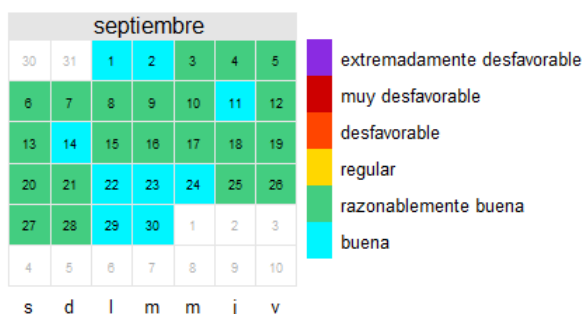 septiembre
30 31 1 2 3 4 5
6 7 8 9 10 11 12
13 14 15 16 17 18 19
20 21 22 23 24 25 26
27 28 29 30 1 2 3
4 5 6 7 8 9 10
s d l m m j v
extremadamente desfavorable
muy desfavorable
desfavorable
regular
razonablemente buena
buena